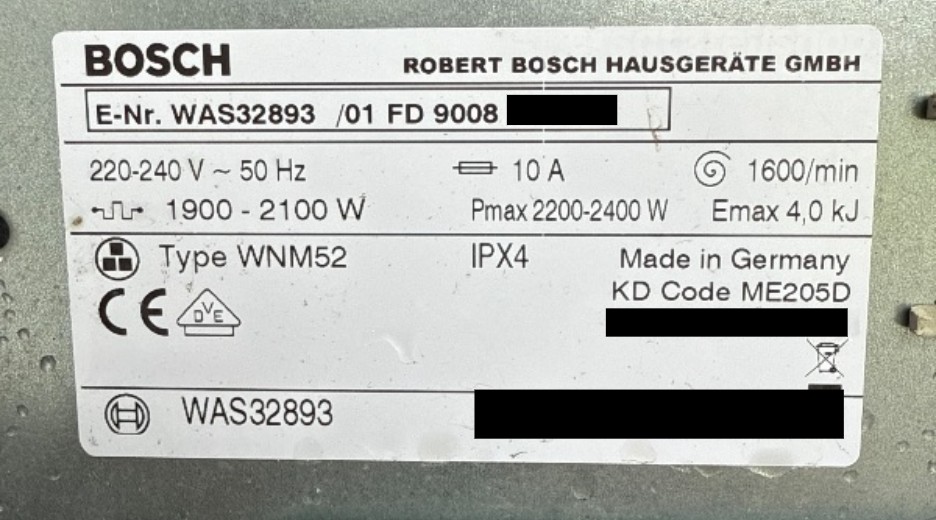 BOSCH ROBERT BOSCH HAUSGERÄTE GMBH
E-Nr. WAS32893 /01 FD 9008
220-240 V ~ 50 Hz 10 A 1600/min
1900 - 2100 W Pmax 2200-2400 W Emax 4,0 kJ
Type WNM52 IPX4 Made in Germany
KD Code ME205D
CE DVE
WAS32893